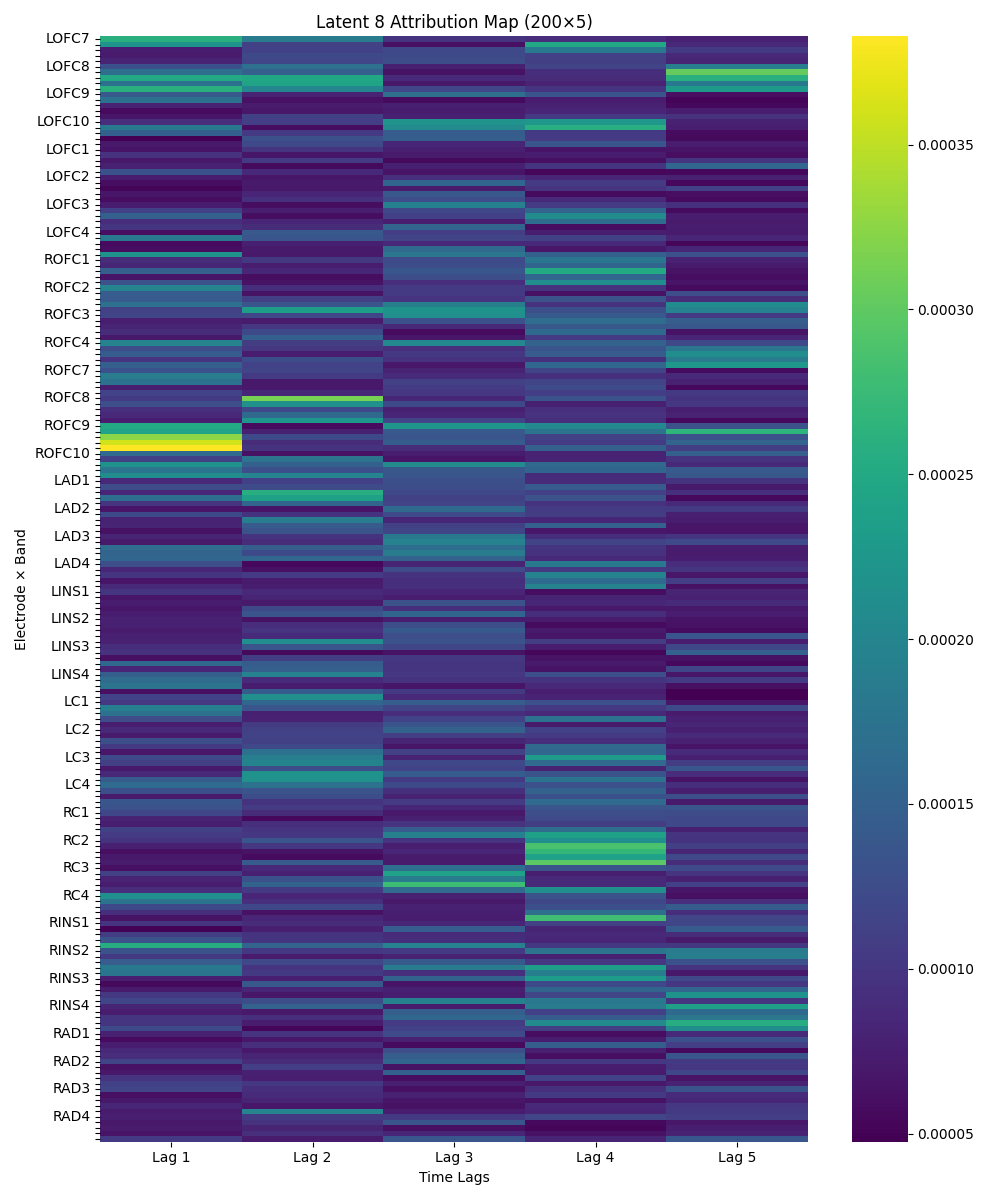 Latent 8 Attribution Map (200×5)
LOFC7
LOFC8
LOFC9
LOFC10
LOFC1
LOFC2
LOFC3
LOFC4
ROFC1
ROFC2
ROFC3
ROFC4
ROFC7
ROFC8
ROFC9
ROFC10
LAD1
LAD2
LAD3
LAD4
LINS1
LINS2
LINS3
LINS4
LC1
LC2
LC3
LC4
RC1
RC2
RC3
RC4
RINS1
RINS2
RINS3
RINS4
RAD1
RAD2
RAD3
RAD4
Electrode × Band
Lag 1 Lag 2 Lag 3 Lag 4 Lag 5
Time Lags
0.00035
0.00030
0.00025
0.00020
0.00015
0.00010
0.00005